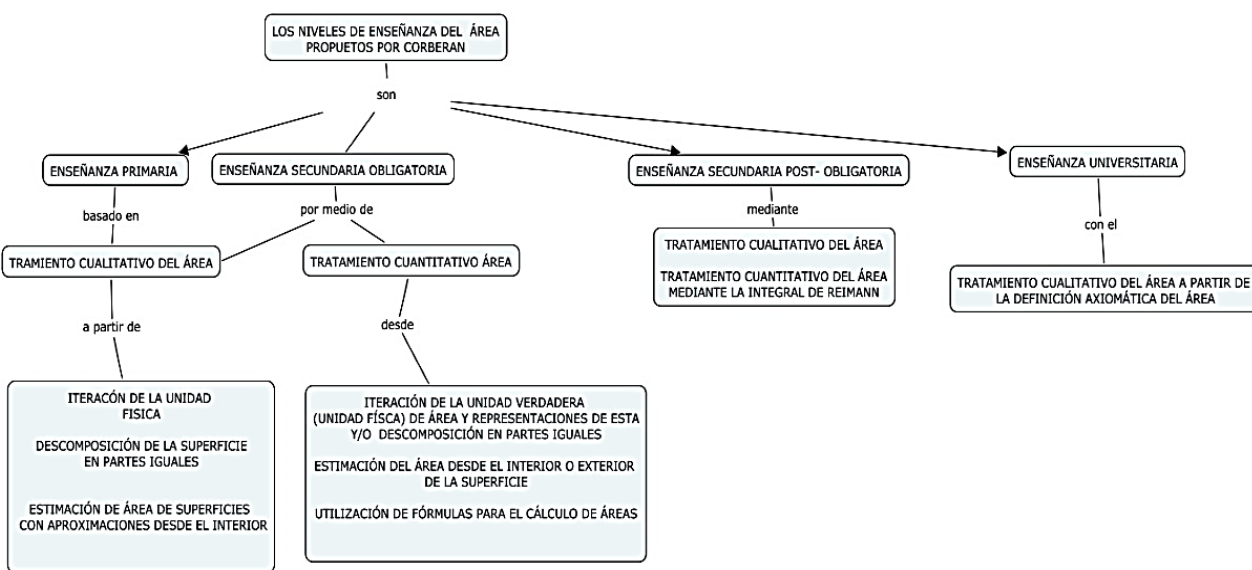 LOS NIVELES DE ENSEÑANZA DEL ÁREA
PROPUETOS POR CORBERAN
son
ENSEÑANZA PRIMARIA
ENSEÑANZA SECUNDARIA OBLIGATORIA
ENSEÑANZA SECUNDARIA POST- OBLIGATORIA
ENSEÑANZA UNIVERSITARIA
basado en
por medio de
mediante
con el
TRAMIENTO CUALITATIVO DEL ÁREA
TRATAMIENTO CUANTITATIVO ÁREA
TRATAMIENTO CUALITATIVO DEL ÁREA
TRATAMIENTO CUANTITATIVO DEL ÁREA
MEDIANTE LA INTEGRAL DE REIMANN
TRATAMIENTO CUALITATIVO DEL ÁREA A PARTIR DE
LA DEFINICIÓN AXIOMÁTICA DEL ÁREA
a partir de
desde
ITERACÓN DE LA UNIDAD
FISICA
DESCOMPOSICIÓN DE LA SUPERFICIE
EN PARTES IGUALES
ESTIMACIÓN DE ÁREA DE SUPERFICIES
CON APROXIMACIONES DESDE EL INTERIOR
ITERACIÓN DE LA UNIDAD VERDADERA
(UNIDAD FÍSCA) DE ÁREA Y REPRESENTACIONES DE ESTA
Y/O DESCOMPOSICIÓN EN PARTES IGUALES
ESTIMACIÓN DEL ÁREA DESDE EL INTERIOR O EXTERIOR
DE LA SUPERFICIE
UTILIZACIÓN DE FÓRMULAS PARA EL CÁLCULO DE ÁREAS